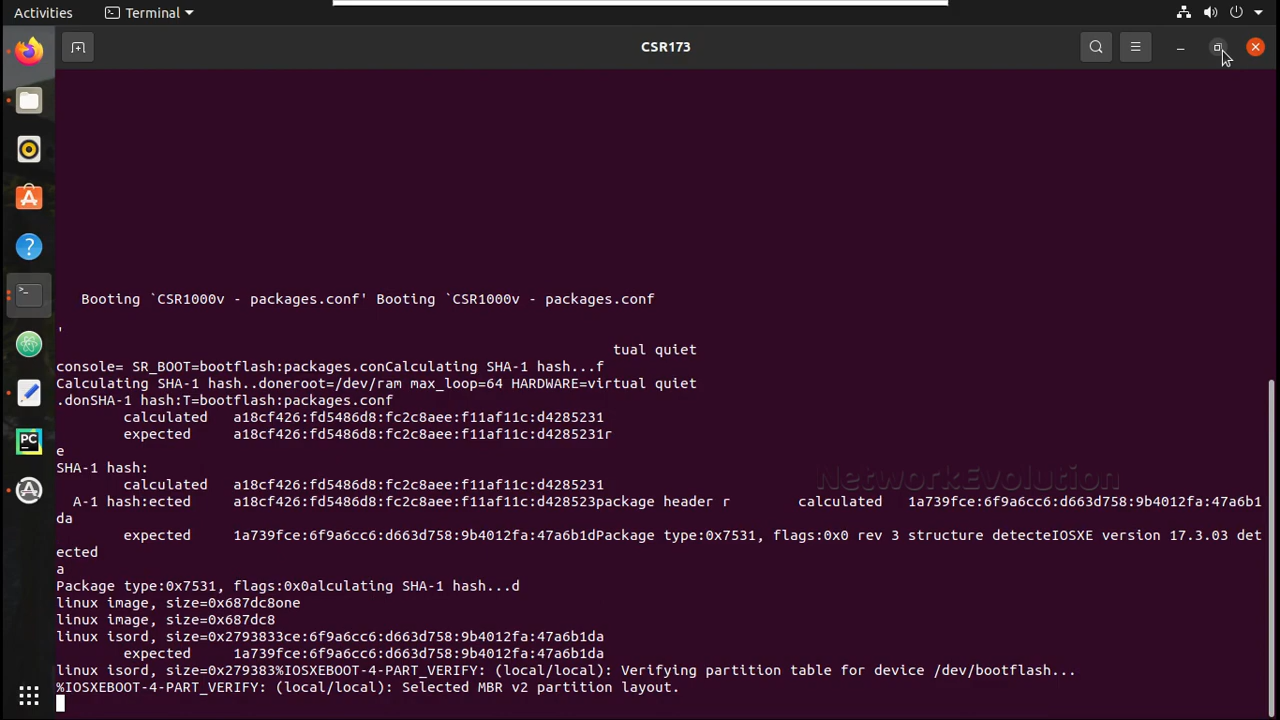 Activities
Terminal
CSR173
Booting `CSR1000v - packages.conf' Booting `CSR1000v - packages.conf
'
tual quiet
console= SR_BOOT=bootflash:packages.conCalculating SHA-1 hash...f
Calculating SHA-1 hash..doneroot=/dev/ram max_loop=64 HARDWARE=virtual quiet
.donSHA-1 hash:T=bootflash:packages.conf
calculated a18cf426:fd5486d8:fc2c8aee:f11af11c:d4285231
expected a18cf426:fd5486d8:fc2c8aee:f11af11c:d4285231r
e
SHA-1 hash:
calculated a18cf426:fd5486d8:fc2c8aee:f11af11c:d4285231
A-1 hash:ected a18cf426:fd5486d8:fc2c8aee:f11af11c:d428523package header r calculated 1a739fce:6f9a6cc6:d663d758:9b4012fa:47a6b1
da
expected 1a739fce:6f9a6cc6:d663d758:9b4012fa:47a6b1dPackage type:0x7531, flags:0x0 rev 3 structure detecteIOSXE version 17.3.03 det
ected
a
Package type:0x7531, flags:0x0alculating SHA-1 hash...d
linux image, size=0x687dc8one
linux image, size=0x687dc8
linux isord, size=0x2793833ce:6f9a6cc6:d663d758:9b4012fa:47a6b1da
expected 1a739fce:6f9a6cc6:d663d758:9b4012fa:47a6b1da
linux isord, size=0x279383%IOSXEBOOT-4-PART_VERIFY: (local/local): Verifying partition table for device /dev/bootflash...
%IOSXEBOOT-4-PART_VERIFY: (local/local): Selected MBR v2 partition layout.
NetworkEvolution
PC